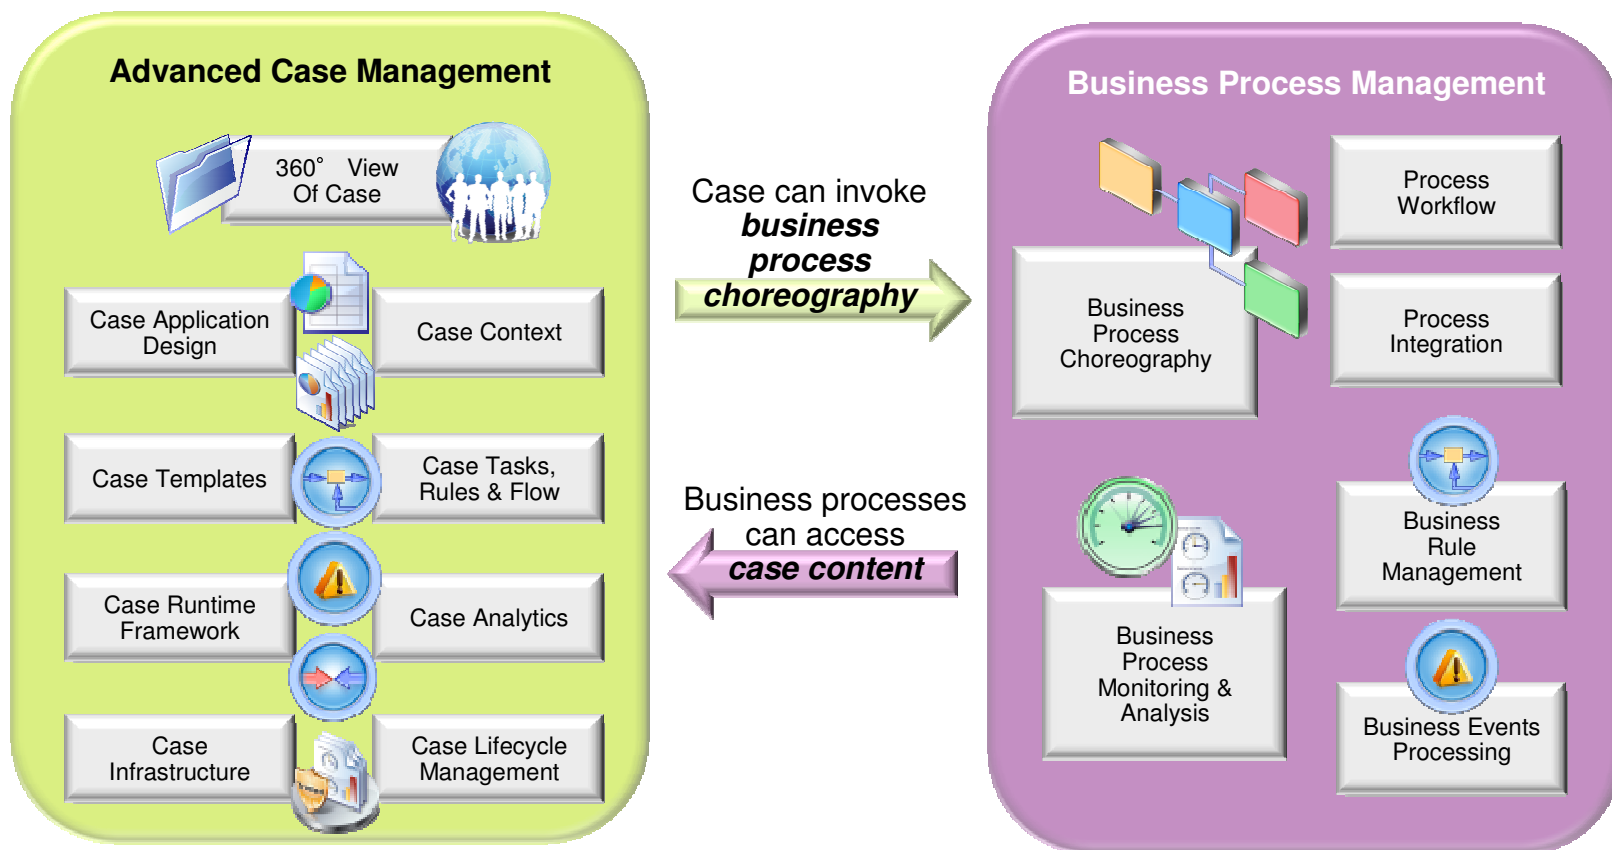 Advanced Case Management
360° View
Of Case
Case Application
Design
Case Context
Case Templates
Case Tasks,
Rules & Flow
Case Runtime
Framework
Case Analytics
Case
Infrastructure
Case Lifecycle
Management
Case can invoke
business
process
choreography
Business processes
can access
case content
Business Process Management
Business
Process
Choreography
Process
Workflow
Process
Integration
Business
Process
Monitoring &
Analysis
Business
Rule
Management
Business Events
Processing